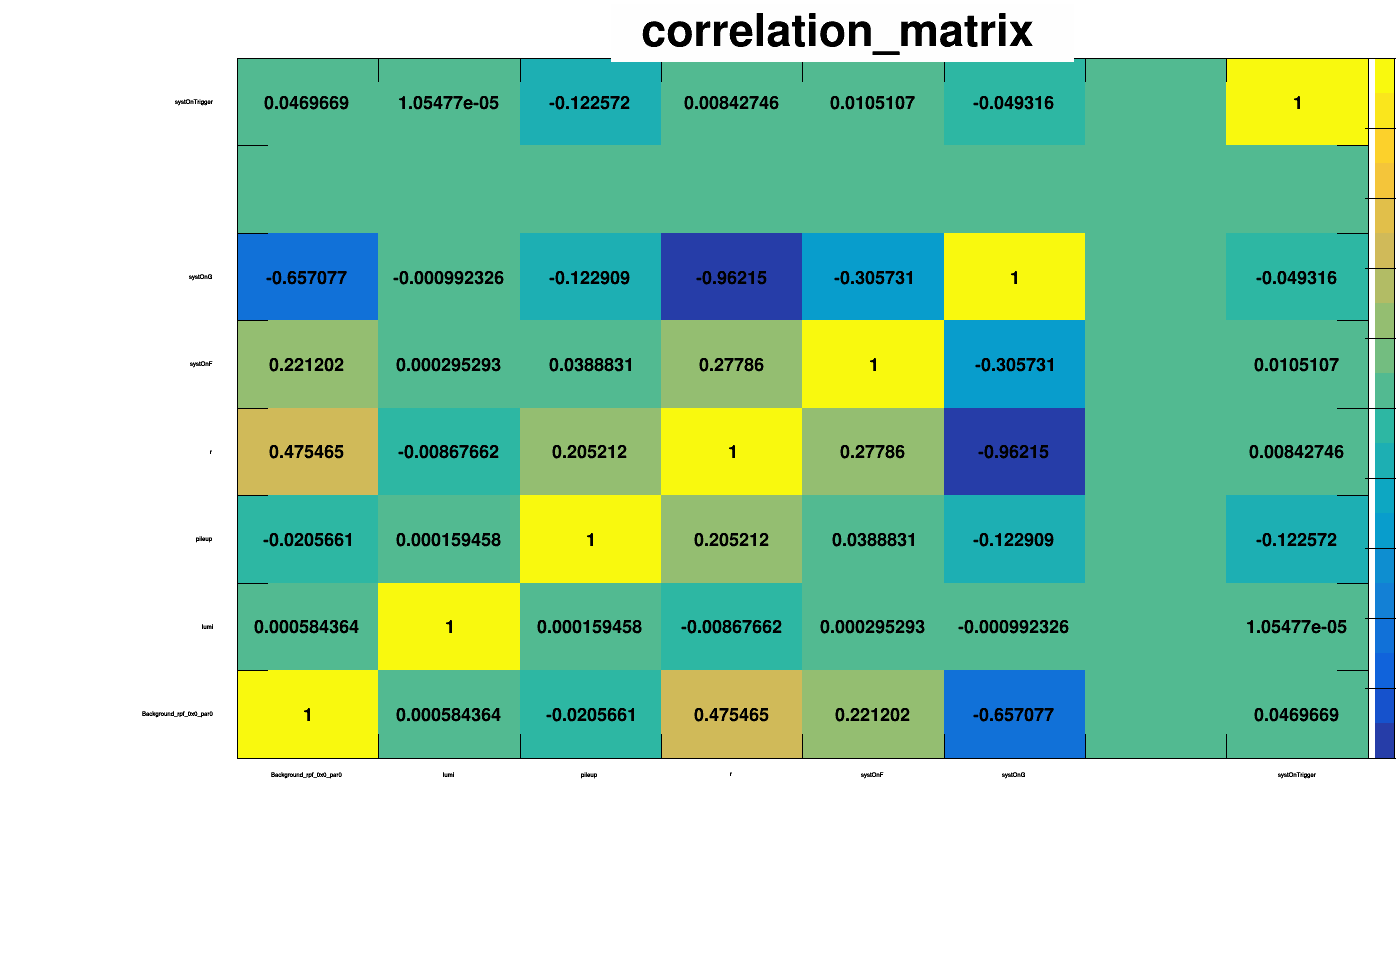 correlation_matrix
systOnTrigger 0.0469669 1.05477e-05 -0.122572 0.00842746 0.0105107 -0.049316 1
systOnG -0.657077 -0.000992326 -0.122909 -0.96215 -0.305731 1 -0.049316
systOnF 0.221202 0.000295293 0.0388831 0.27786 1 -0.305731 0.0105107
r 0.475465 -0.00867662 0.205212 1 0.27786 -0.96215 0.00842746
pileup -0.0205661 0.000159458 1 0.205212 0.0388831 -0.122909 -0.122572
lumi 0.000584364 1 0.000159458 -0.00867662 0.000295293 -0.000992326 1.05477e-05
Background_rpf_0x0_par0 1 0.000584364 -0.0205661 0.475465 0.221202 -0.657077 0.0469669
Background_rpf_0x0_par0 lumi pileup r systOnF systOnG systOnTrigger